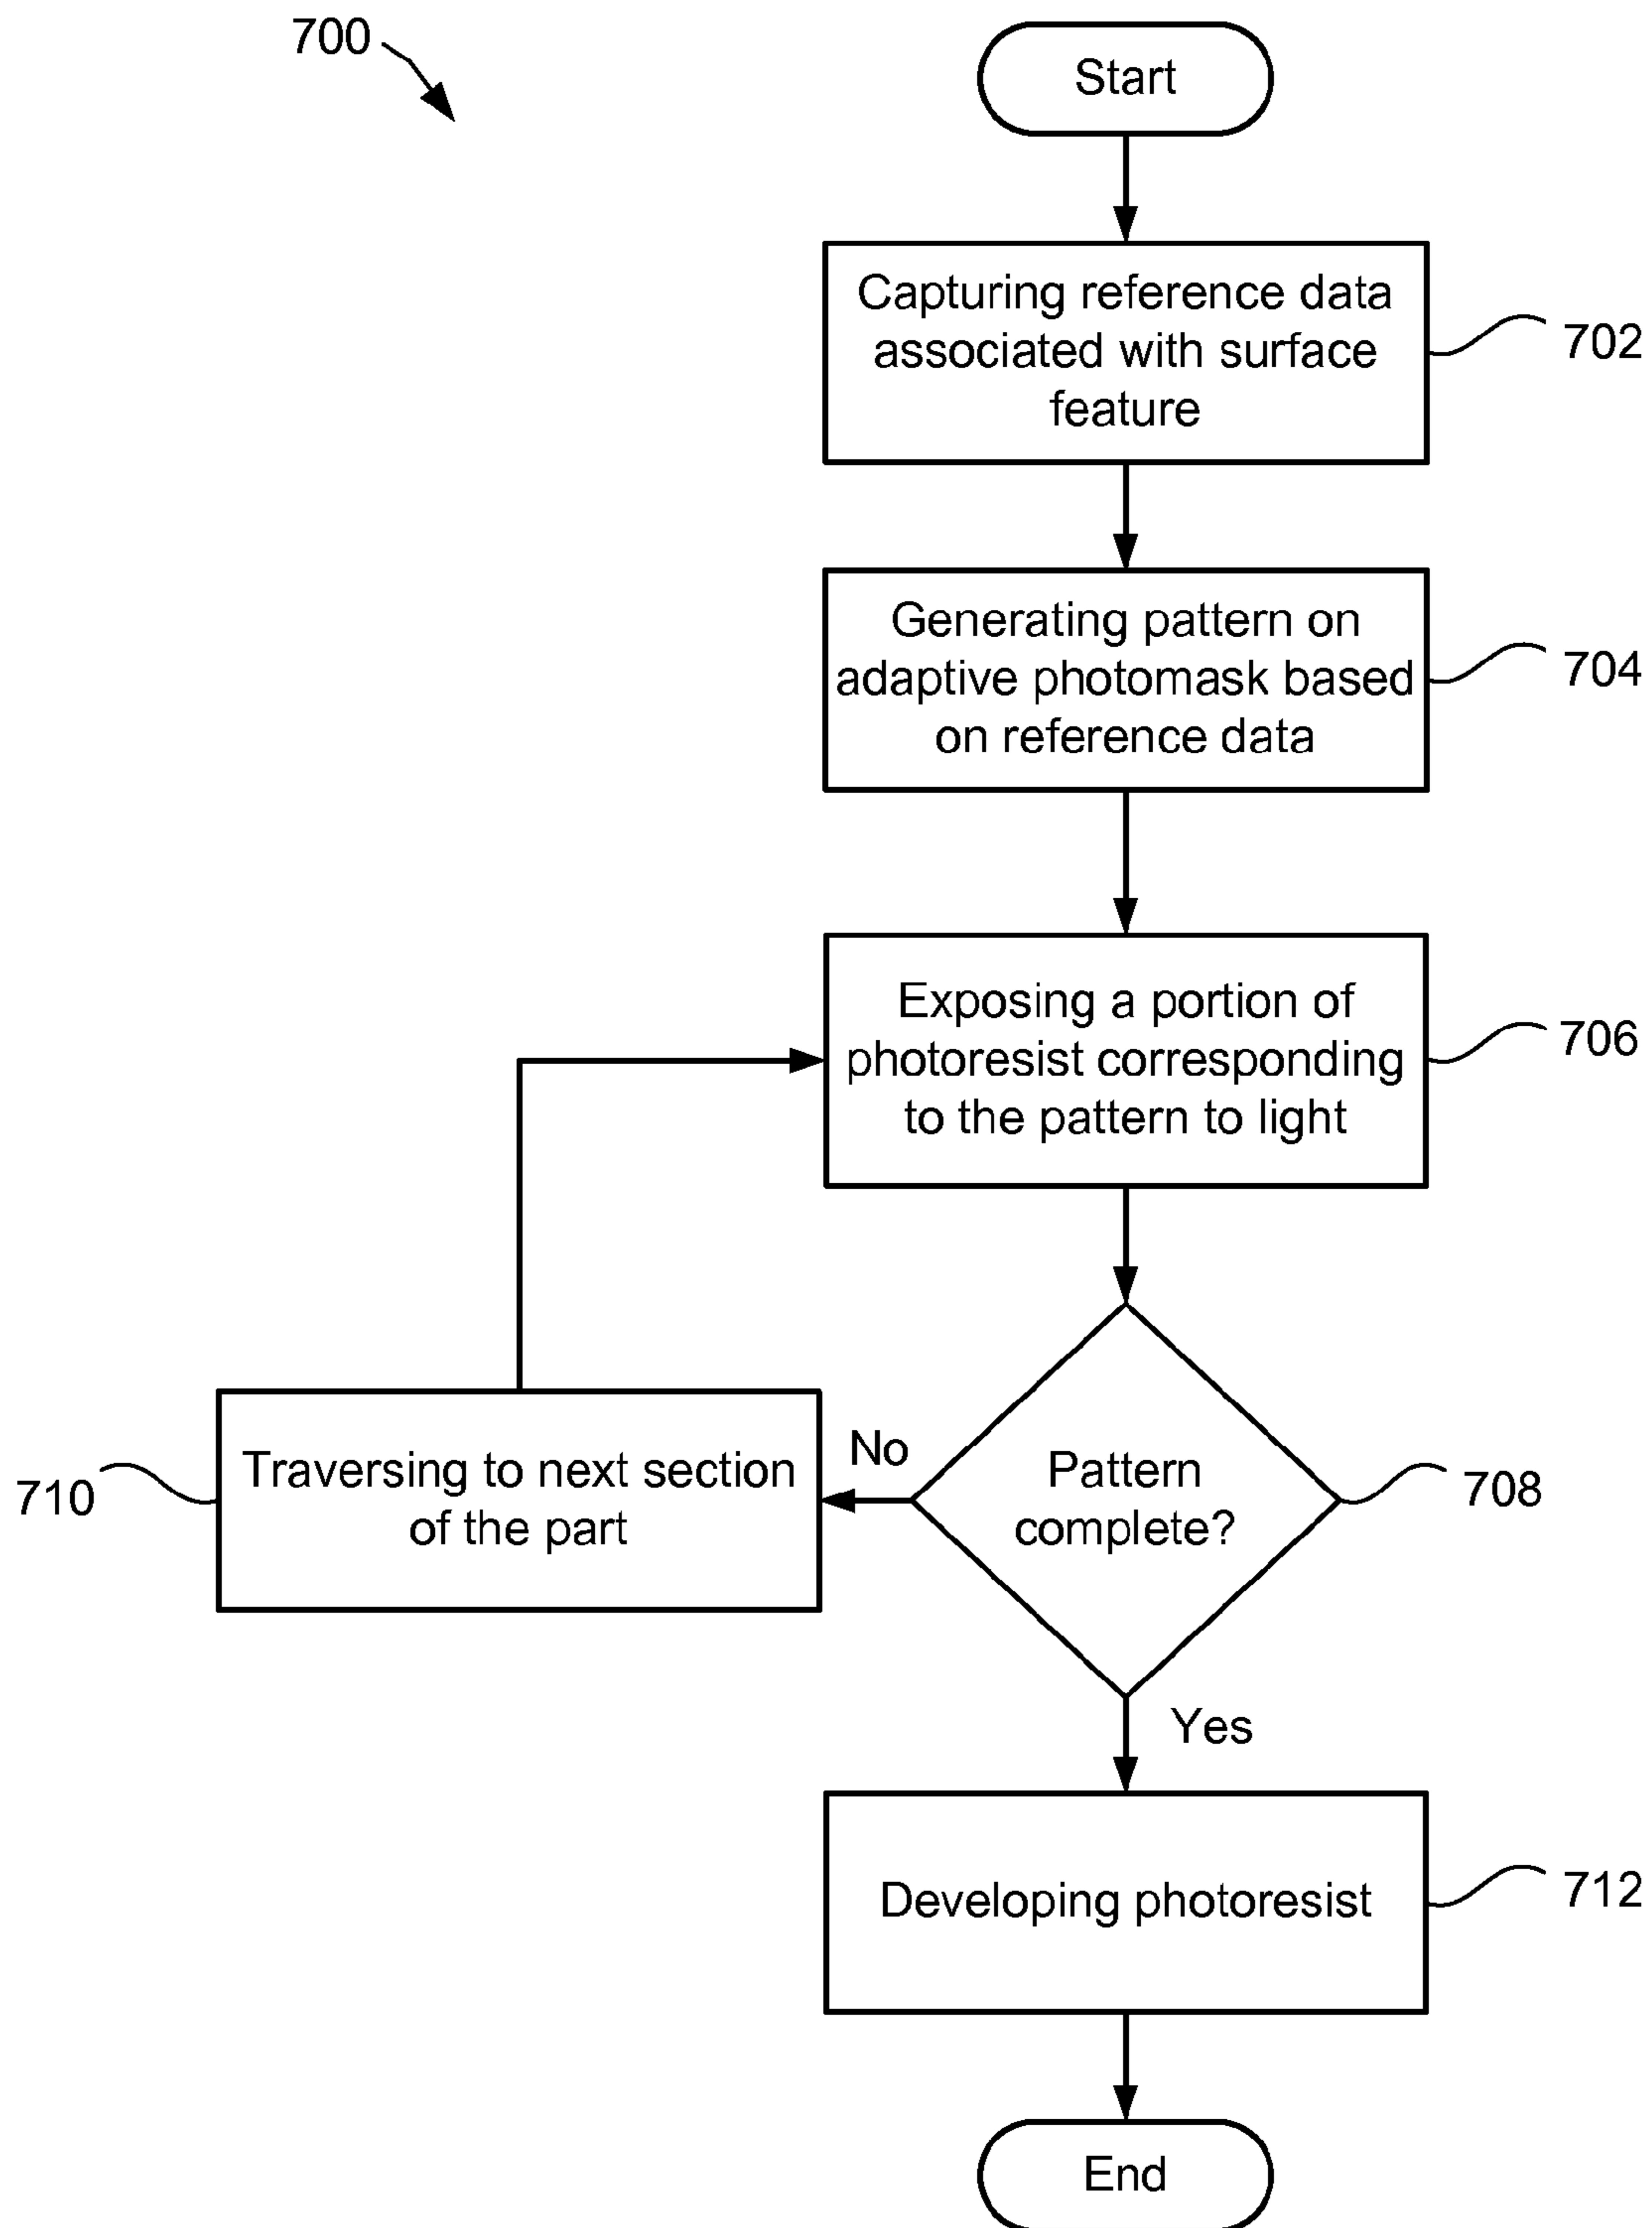 700
Start
Capturing reference data
associated with surface
feature
702
Generating pattern on
adaptive photomask based
on reference data
704
Exposing a portion of
photoresist corresponding
to the pattern to light
706
Pattern
complete?
708
No
Traversing to next section
of the part
710
Yes
Developing photoresist
712
End